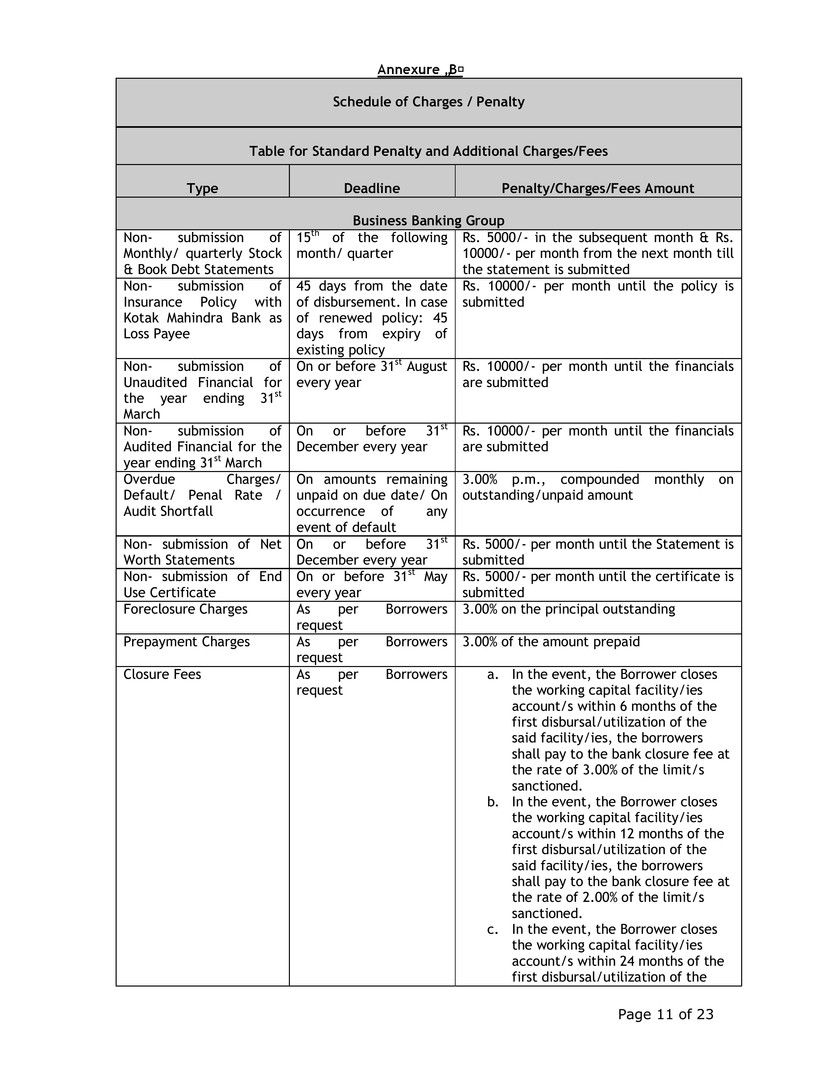 Annexure „B¤
Schedule of Charges / Penalty
Table for Standard Penalty and Additional Charges/Fees
Type Deadline Penalty/Charges/Fees Amount
Business Banking Group
Non- submission of
Monthly/ quarterly Stock
& Book Debt Statements
15th of the following
month/ quarter
Rs. 5000/- in the subsequent month & Rs.
10000/- per month from the next month till
the statement is submitted
Non- submission of
Insurance Policy with
Kotak Mahindra Bank as
Loss Payee
45 days from the date
of disbursement. In case
of renewed policy: 45
days from expiry of
existing policy
Rs. 10000/- per month until the policy is
submitted
Non- submission of
Unaudited Financial for
the year ending 31st
March
On or before 31st August
every year
Rs. 10000/- per month until the financials
are submitted
Non- submission of
Audited Financial for the
year ending 31st March
On or before 31st
December every year
Rs. 10000/- per month until the financials
are submitted
Overdue Charges/
Default/ Penal Rate /
Audit Shortfall
On amounts remaining
unpaid on due date/ On
occurrence of any
event of default
3.00% p.m., compounded monthly on
outstanding/unpaid amount
Non- submission of Net
Worth Statements
On or before 31st
December every year
Rs. 5000/- per month until the Statement is
submitted
Non- submission of End
Use Certificate
On or before 31st May
every year
Rs. 5000/- per month until the certificate is
submitted
Foreclosure Charges
As per Borrowers
request
3.00% on the principal outstanding
Prepayment Charges
As per Borrowers
request
3.00% of the amount prepaid
Closure Fees
As per Borrowers
request
a. In the event, the Borrower closes
the working capital facility/ies
account/s within 6 months of the
first disbursal/utilization of the
said facility/ies, the borrowers
shall pay to the bank closure fee at
the rate of 3.00% of the limit/s
sanctioned.
b. In the event, the Borrower closes
the working capital facility/ies
account/s within 12 months of the
first disbursal/utilization of the
said facility/ies, the borrowers
shall pay to the bank closure fee at
the rate of 2.00% of the limit/s
sanctioned.
c. In the event, the Borrower closes
the working capital facility/ies
account/s within 24 months of the
first disbursal/utilization of the
Page 11 of 23